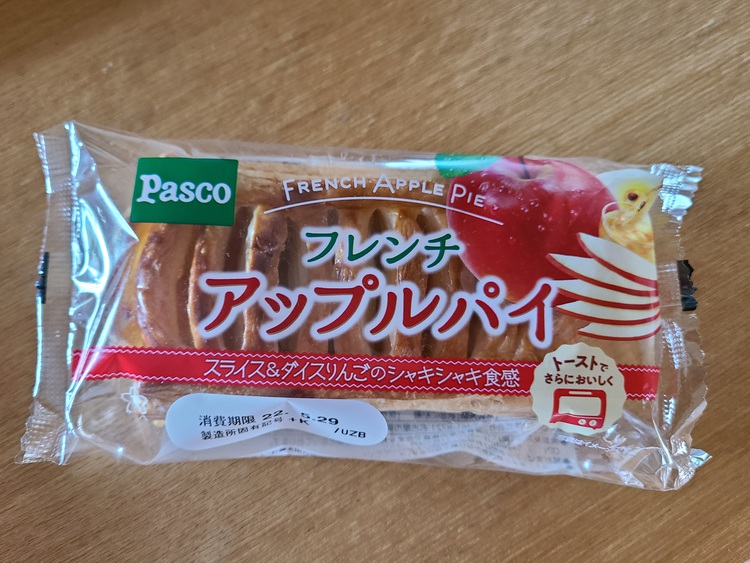 Pasco
FRENCH APPLE PIE
フレンチ
アップルパイ
スライス&ダイスりんごのシャキシャキ食感
トーストで
さらにおいしく
消費期限 22. 5.29
製造所固有記号 +K /UZB